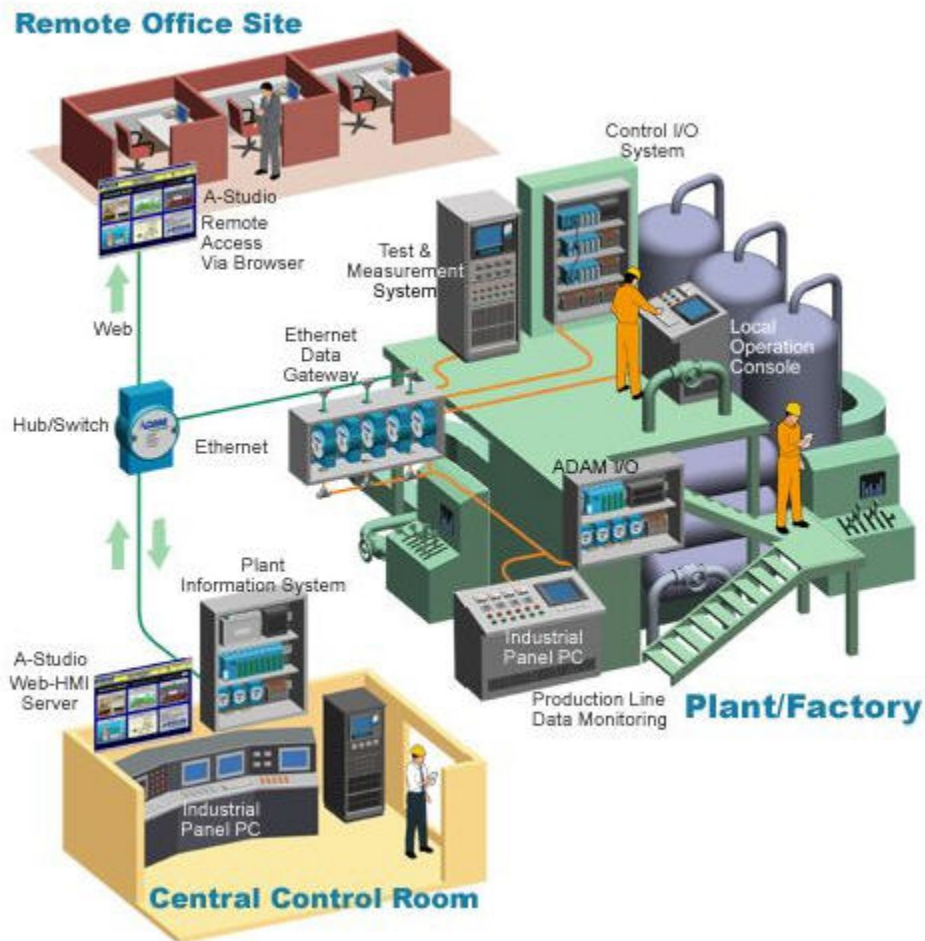 Remote Office Site
Control I/O
System
A-Studio
Remote
Access
Via Browser
Test &
Measurement
System
Web
Ethernet
Data
Gateway
Local
Operation
Console
Hub/Switch
ADAM
Ethernet
ADAM I/O
Plant
Information System
Industrial
Panel PC
A-Studio
Web-HMI
Server
Production Line
Data Monitoring
Plant/Factory
Industrial
Panel PC
Central Control Room